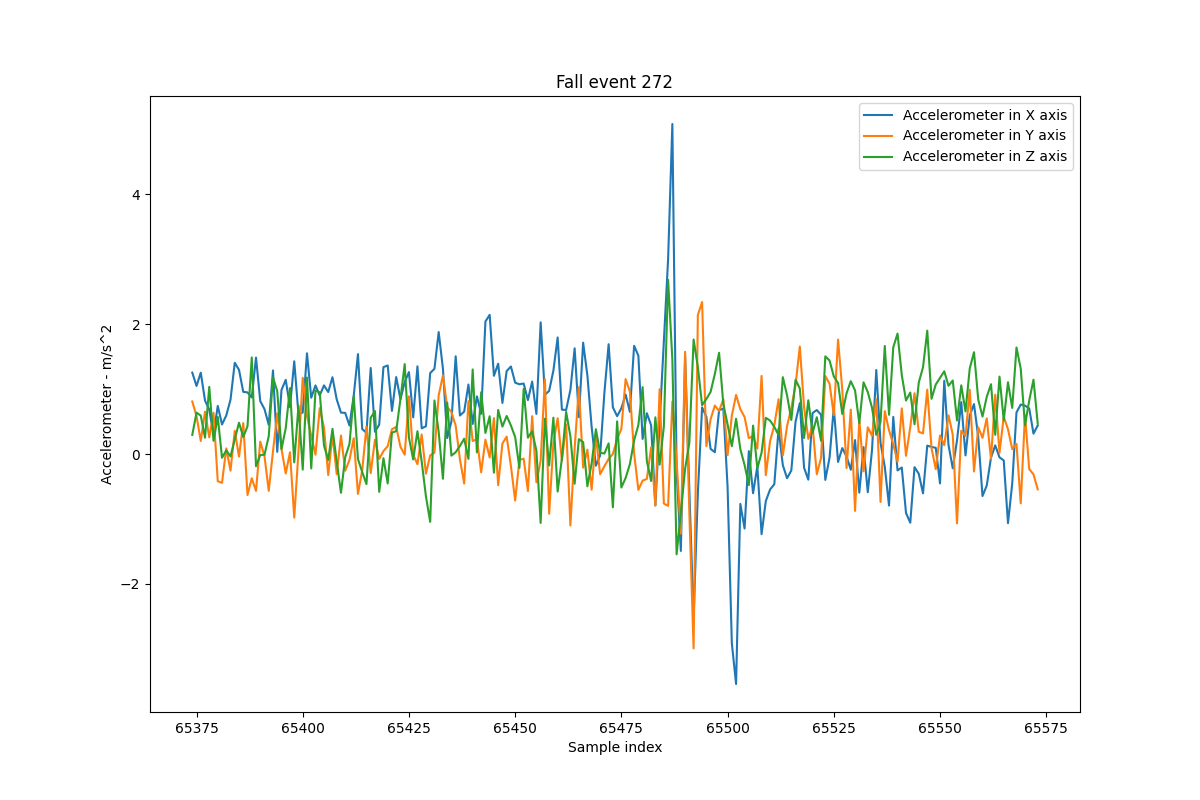 Fall event 272
Accelerometer in X axis
Accelerometer in Y axis
Accelerometer in Z axis
Accelerometer - m/s^2
4
2
0
−2
65375 65400 65425 65450 65475 65500 65525 65550 65575
Sample index